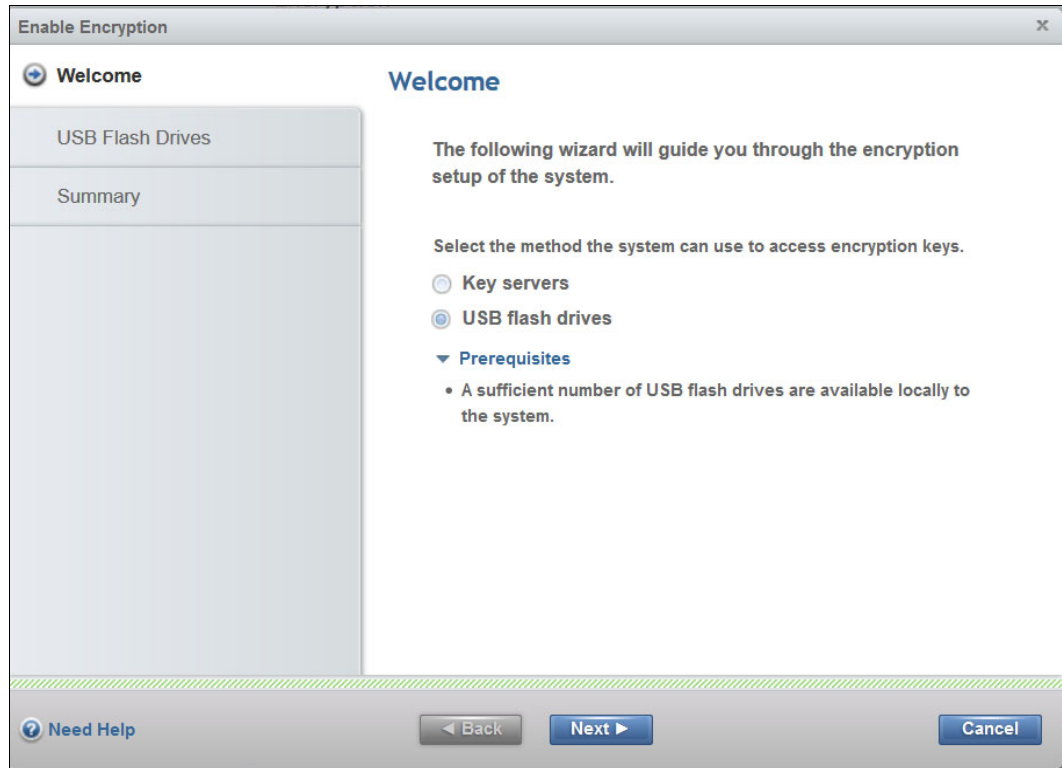 Enable Encryption
x
Welcome
USB Flash Drives
Summary
Welcome
The following wizard will guide you through the encryption
setup of the system.
Select the method the system can use to access encryption keys.
Key servers
USB flash drives
Prerequisites
• A sufficient number of USB flash drives are available locally to
the system.
? Need Help
Back
Next
Cancel